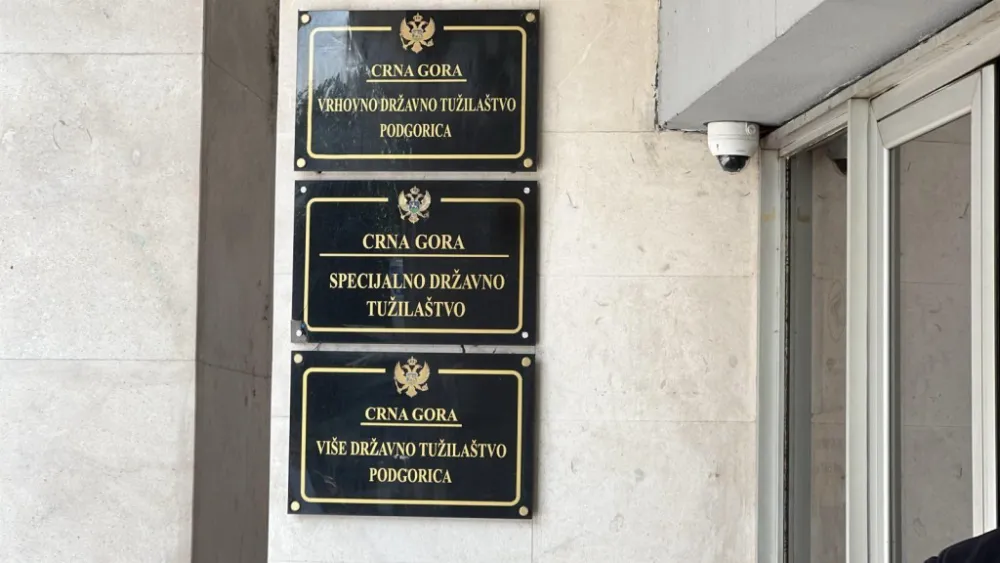 CRNA GORA
VRHOVNO DRŽAVNO TUŽILAŠTVO
PODGORICA
CRNA GORA
SPECIJALNO DRŽAVNO
TUŽILAŠTVO
CRNA GORA
VIŠE DRŽAVNO TUŽILAŠTVO
PODGORICA